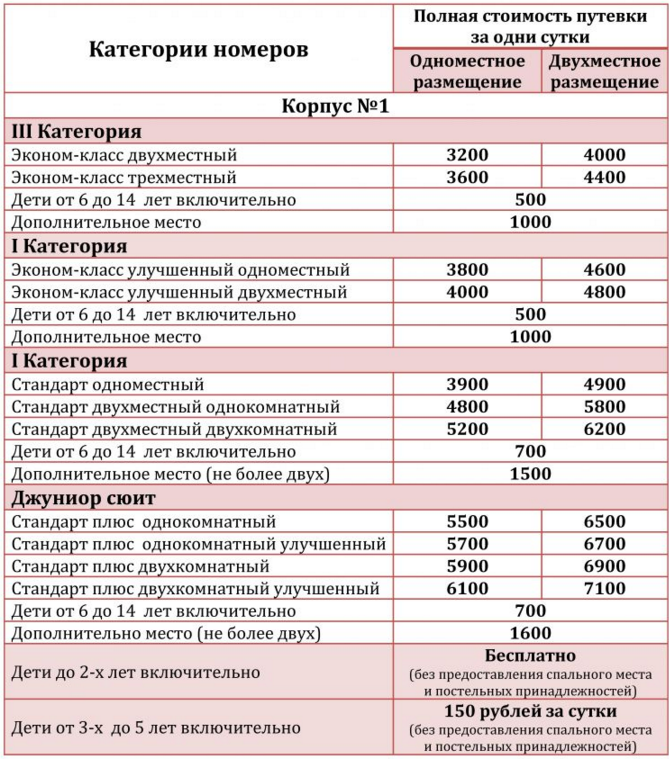 Категории номеров
Полная стоимость путевки
за одни сутки
Одноместное
размещение
Двухместное
размещение
Корпус №1
III Категория
Эконом-класс двухместный 3200 4000
Эконом-класс трехместный 3600 4400
Дети от 6 до 14 лет включительно 500
Дополнительное место 1000
I Категория
Эконом-класс улучшенный одноместный 3800 4600
Эконом-класс улучшенный двухместный 4000 4800
Дети от 6 до 14 лет включительно 500
Дополнительное место 1000
I Категория
Стандарт одноместный 3900 4900
Стандарт двухместный однокомнатный 4800 5800
Стандарт двухместный двухкомнатный 5200 6200
Дети от 6 до 14 лет включительно 700
Дополнительное место (не более двух) 1500
Джуниор сюит
Стандарт плюс однокомнатный 5500 6500
Стандарт плюс однокомнатный улучшенный 5700 6700
Стандарт плюс двухкомнатный 5900 6900
Стандарт плюс двухкомнатный улучшенный 6100 7100
Дети от 6 до 14 лет включительно 700
Дополнительно место (не более двух) 1600
Дети до 2-х лет включительно
Бесплатно
(без предоставления спального места
и постельных принадлежностей)
Дети от 3-х до 5 лет включительно
150 рублей за сутки
(без предоставления спального места
и постельных принадлежностей)